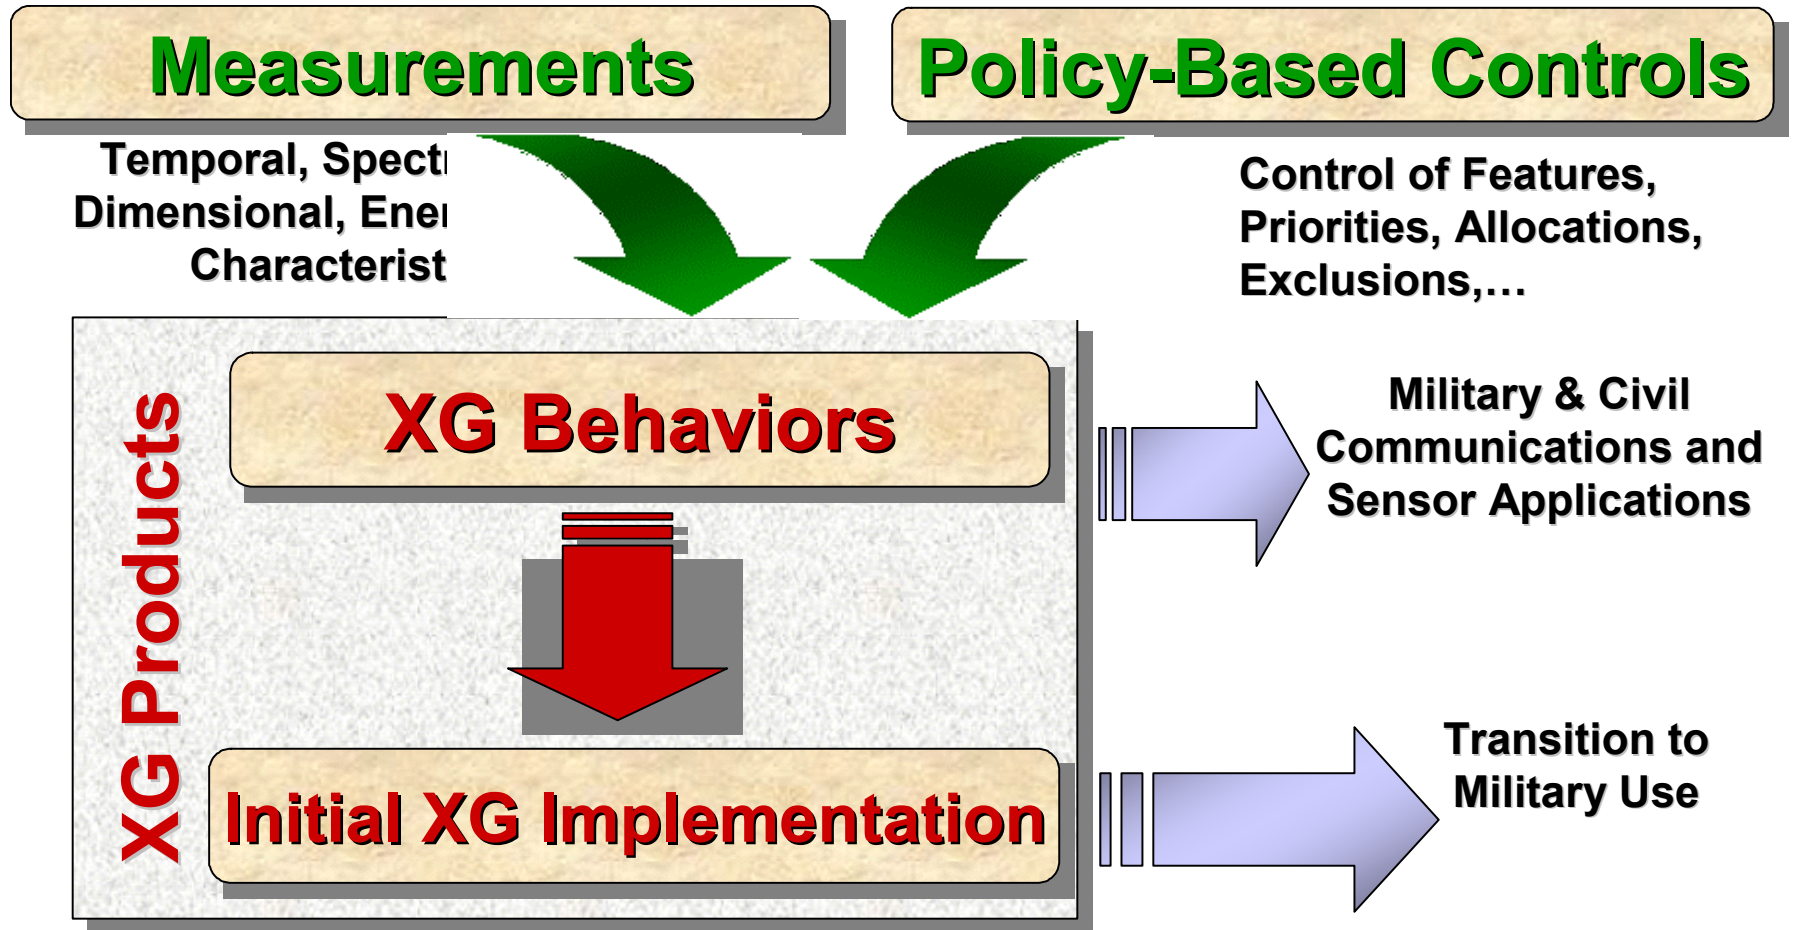 Measurements
Policy-Based Controls
Temporal, Spectr
Dimensional, Ener
Characterist
Control of Features,
Priorities, Allocations,
Exclusions,…
XG Products
XG Behaviors
Initial XG Implementation
Military & Civil
Communications and
Sensor Applications
Transition to
Military Use